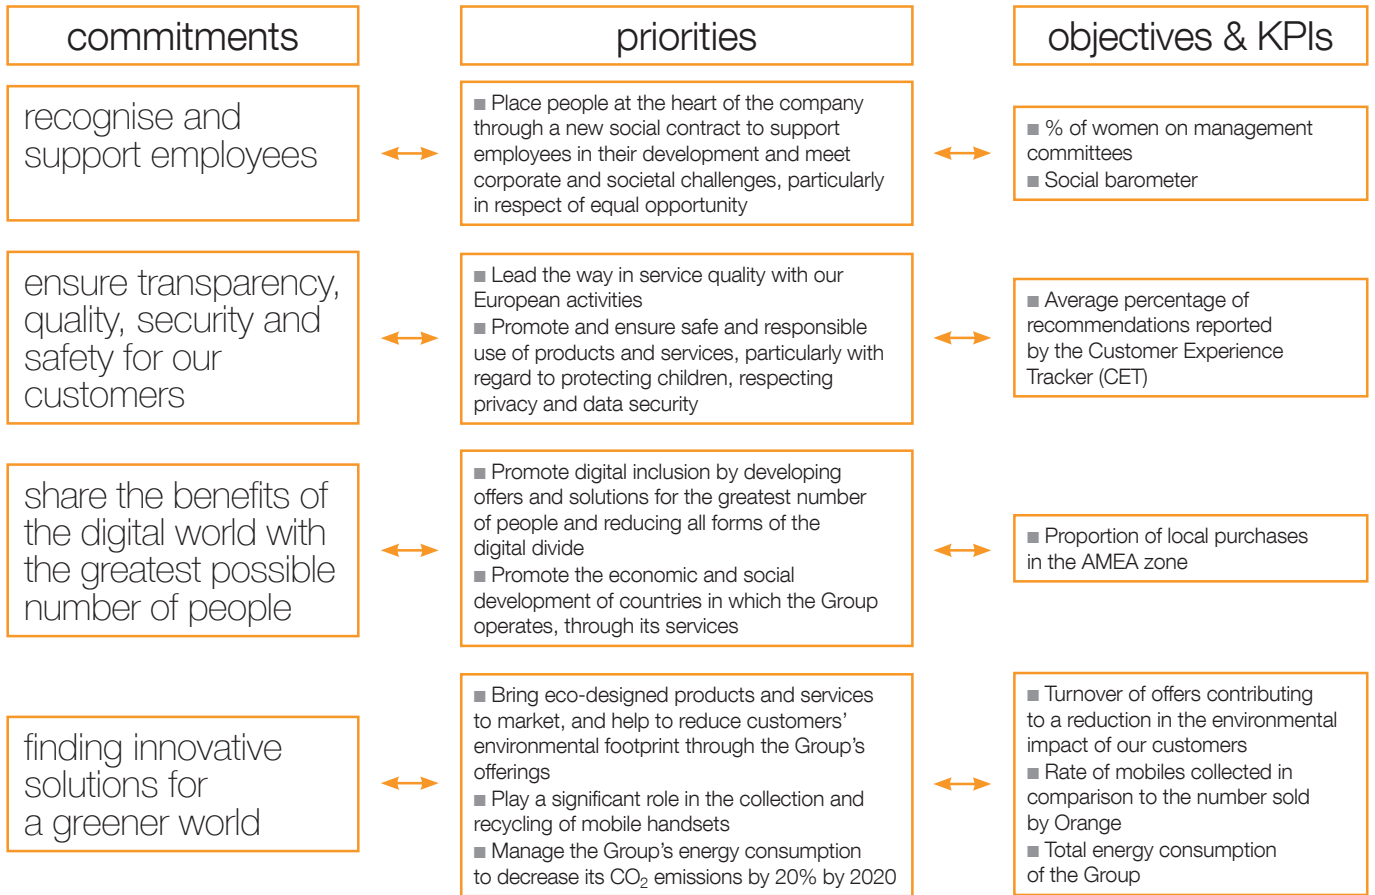 commitments
priorities
objectives & KPIs
recognise and
support employees
■ Place people at the heart of the company
through a new social contract to support
employees in their development and meet
corporate and societal challenges, particularly
in respect of equal opportunity
■ % of women on management
committees
■ Social barometer
ensure transparency,
quality, security and
safety for our
customers
■ Lead the way in service quality with our
European activities
■ Promote and ensure safe and responsible
use of products and services, particularly with
regard to protecting children, respecting
privacy and data security
■ Average percentage of
recommendations reported
by the Customer Experience
Tracker (CET)
share the benefits of
the digital world with
the greatest possible
number of people
■ Promote digital inclusion by developing
offers and solutions for the greatest number
of people and reducing all forms of the
digital divide
■ Promote the economic and social
development of countries in which the Group
operates, through its services
■ Proportion of local purchases
in the AMEA zone
finding innovative
solutions for
a greener world
■ Bring eco-designed products and services
to market, and help to reduce customers’
environmental footprint through the Group’s
offerings
■ Play a significant role in the collection and
recycling of mobile handsets
■ Manage the Group’s energy consumption
to decrease its CO₂ emissions by 20% by 2020
■ Turnover of offers contributing
to a reduction in the environmental
impact of our customers
■ Rate of mobiles collected in
comparison to the number sold
by Orange
■ Total energy consumption
of the Group